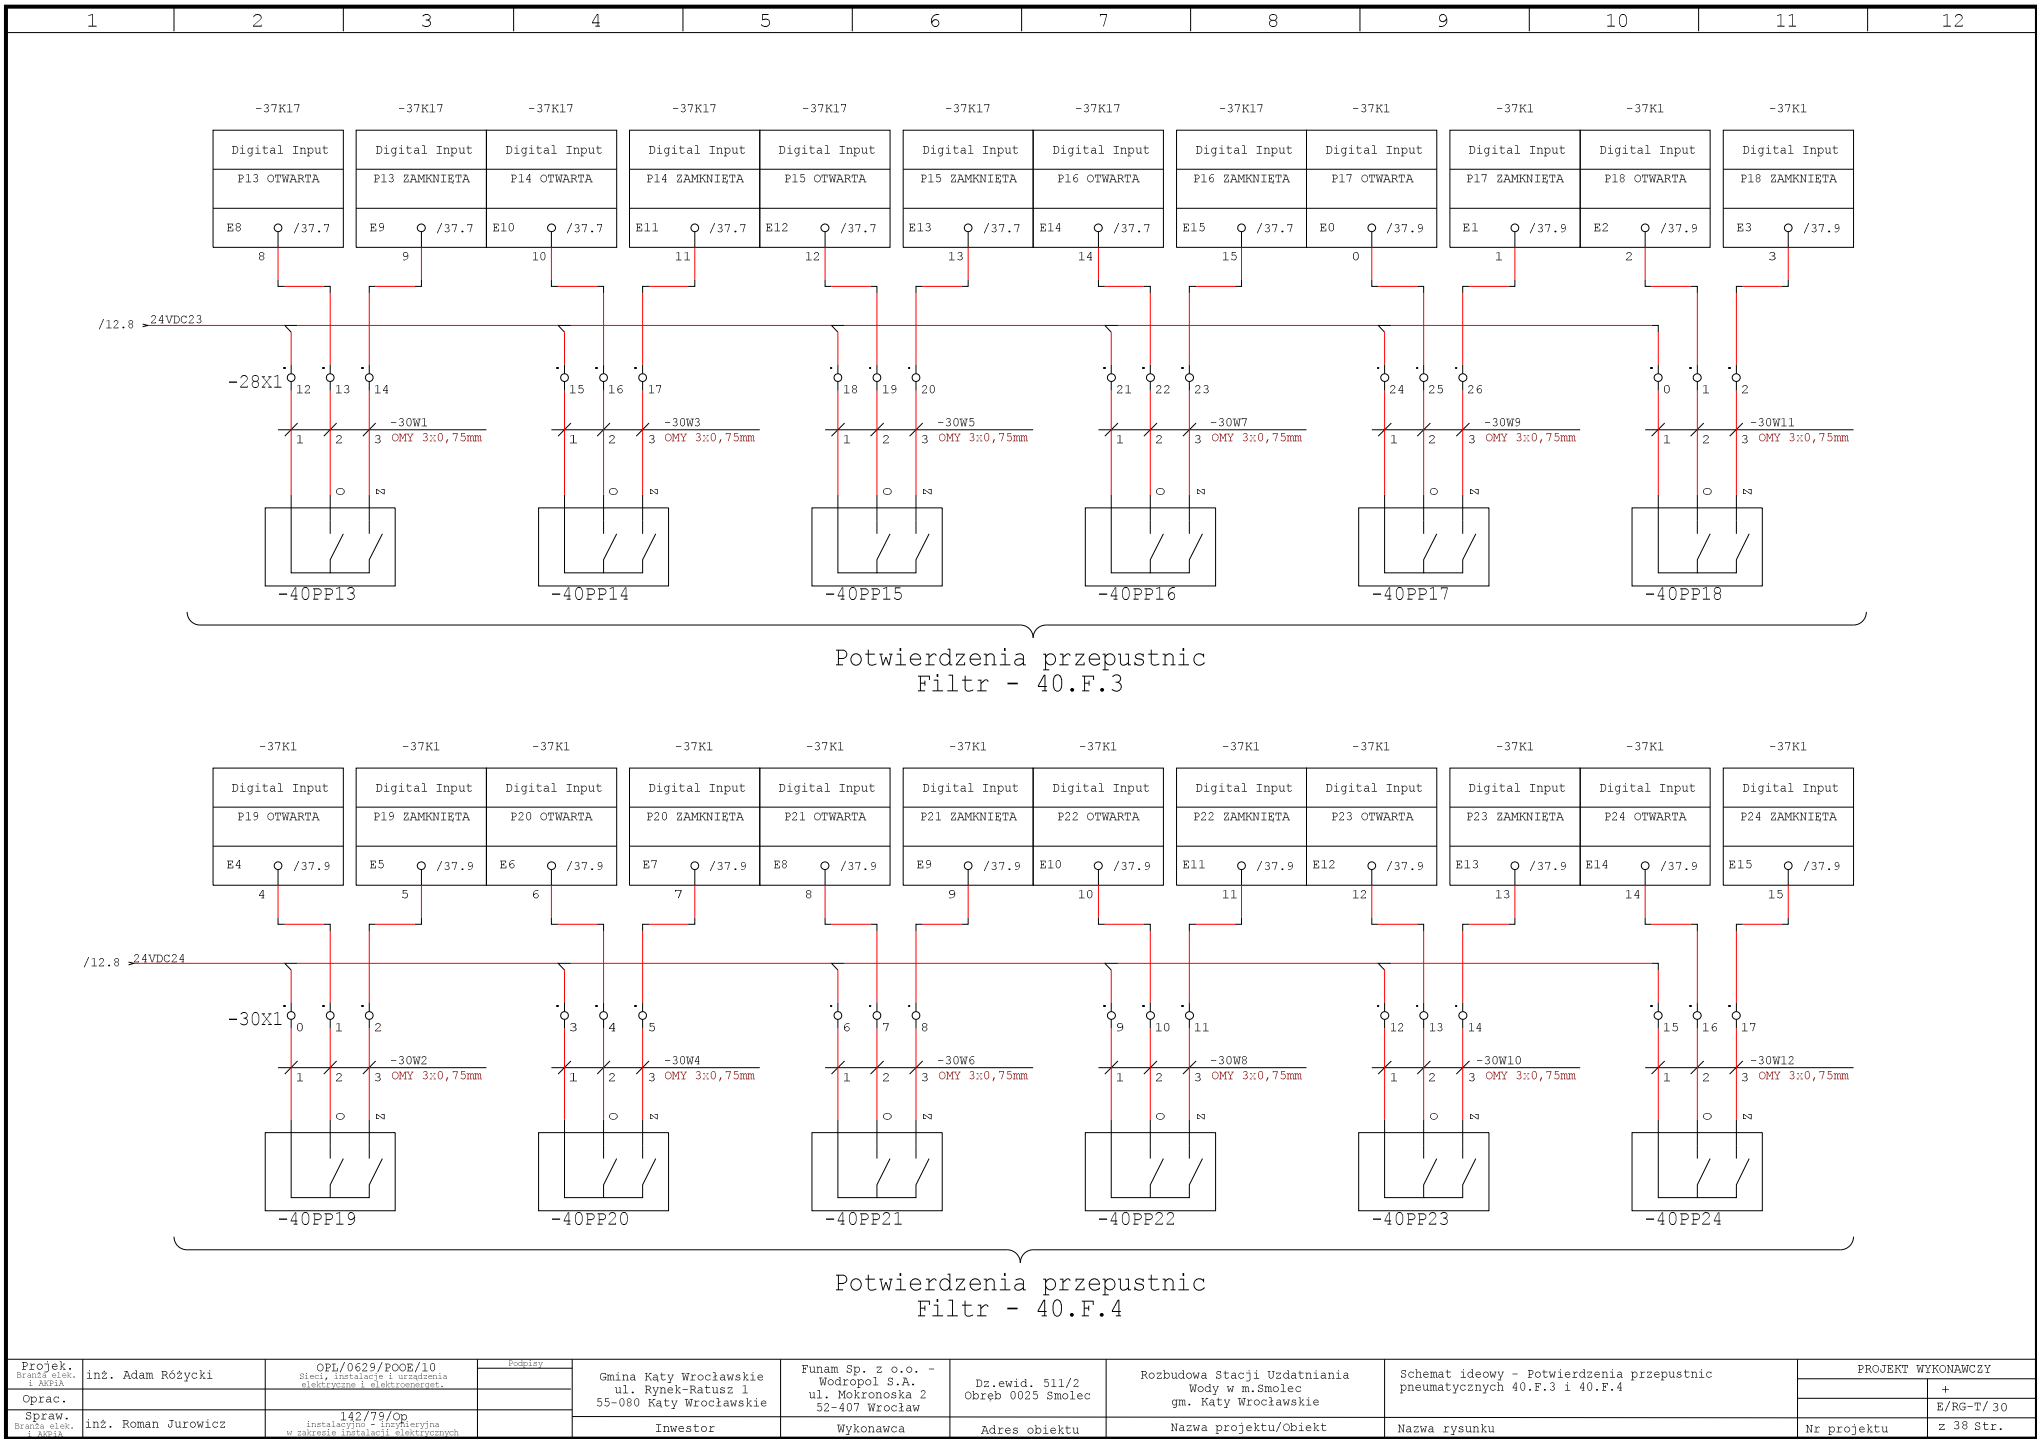 1 2 3 4 5 6 7 8 9 10 11 12
-37K17 -37K17 -37K17 -37K17 -37K17 -37K17 -37K17 -37K17 -37K1 -37K1 -37K1 -37K1
Digital Input Digital Input Digital Input Digital Input Digital Input Digital Input Digital Input Digital Input Digital Input Digital Input Digital Input Digital Input
P13 OTWARTA P13 ZAMKNIĘTA P14 OTWARTA P14 ZAMKNIĘTA P15 OTWARTA P15 ZAMKNIĘTA P16 OTWARTA P16 ZAMKNIĘTA P17 OTWARTA P17 ZAMKNIĘTA P18 OTWARTA P18 ZAMKNIĘTA
E8 /37.7 E9 /37.7 E10 /37.7 E11 /37.7 E12 /37.7 E13 /37.7 E14 /37.7 E15 /37.7 E0 /37.9 E1 /37.9 E2 /37.9 E3 /37.9
8 9 10 11 12 13 14 15 0 1 2 3
/12.8 24VDC23
-28X1 12 13 14 15 16 17 18 19 20 21 22 23 24 25 26 0 1 2
-30W1 -30W3 -30W5 -30W7 -30W9 -30W11
1 2 3 OMY 3x0,75mm 1 2 3 OMY 3x0,75mm 1 2 3 OMY 3x0,75mm 1 2 3 OMY 3x0,75mm 1 2 3 OMY 3x0,75mm 1 2 3 OMY 3x0,75mm
O Z O Z O Z O Z O Z O Z
-40PP13 -40PP14 -40PP15 -40PP16 -40PP17 -40PP18
Potwierdzenia przepustnic
Filtr - 40.F.3
-37K1 -37K1 -37K1 -37K1 -37K1 -37K1 -37K1 -37K1 -37K1 -37K1 -37K1 -37K1
Digital Input Digital Input Digital Input Digital Input Digital Input Digital Input Digital Input Digital Input Digital Input Digital Input Digital Input Digital Input
P19 OTWARTA P19 ZAMKNIĘTA P20 OTWARTA P20 ZAMKNIĘTA P21 OTWARTA P21 ZAMKNIĘTA P22 OTWARTA P22 ZAMKNIĘTA P23 OTWARTA P23 ZAMKNIĘTA P24 OTWARTA P24 ZAMKNIĘTA
E4 /37.9 E5 /37.9 E6 /37.9 E7 /37.9 E8 /37.9 E9 /37.9 E10 /37.9 E11 /37.9 E12 /37.9 E13 /37.9 E14 /37.9 E15 /37.9
4 5 6 7 8 9 10 11 12 13 14 15
/12.8 24VDC24
-30X1 0 1 2 3 4 5 6 7 8 9 10 11 12 13 14 15 16 17
-30W2 -30W4 -30W6 -30W8 -30W10 -30W12
1 2 3 OMY 3x0,75mm 1 2 3 OMY 3x0,75mm 1 2 3 OMY 3x0,75mm 1 2 3 OMY 3x0,75mm 1 2 3 OMY 3x0,75mm 1 2 3 OMY 3x0,75mm
O Z O Z O Z O Z O Z O Z
-40PP19 -40PP20 -40PP21 -40PP22 -40PP23 -40PP24
Potwierdzenia przepustnic
Filtr - 40.F.4
Projek.
Branża elek.
i AKPiA
inż. Adam Różycki
OPL/0629/POOE/10
Sieci, instalacje i urządzenia
elektryczne i elektroenerget.
Podpisy
Oprac.
Spraw.
Branża elek.
i AKPiA
inż. Roman Jurowicz
142/79/Op
instalacyjno - inżynieryjna
w zakresie instalacji elektrycznych
Gmina Kąty Wrocławskie
ul. Rynek-Ratusz 1
55-080 Kąty Wrocławskie
Inwestor
Funam Sp. z o.o. -
Wodropol S.A.
ul. Mokronoska 2
52-407 Wrocław
Wykonawca
Dz.ewid. 511/2
Obręb 0025 Smolec
Adres obiektu
Rozbudowa Stacji Uzdatniania
Wody w m.Smolec
gm. Kąty Wrocławskie
Nazwa projektu/Obiekt
Schemat ideowy - Potwierdzenia przepustnic
pneumatycznych 40.F.3 i 40.F.4
Nazwa rysunku
PROJEKT WYKONAWCZY
+
E/RG-T/30
Nr projektu
z 38 Str.